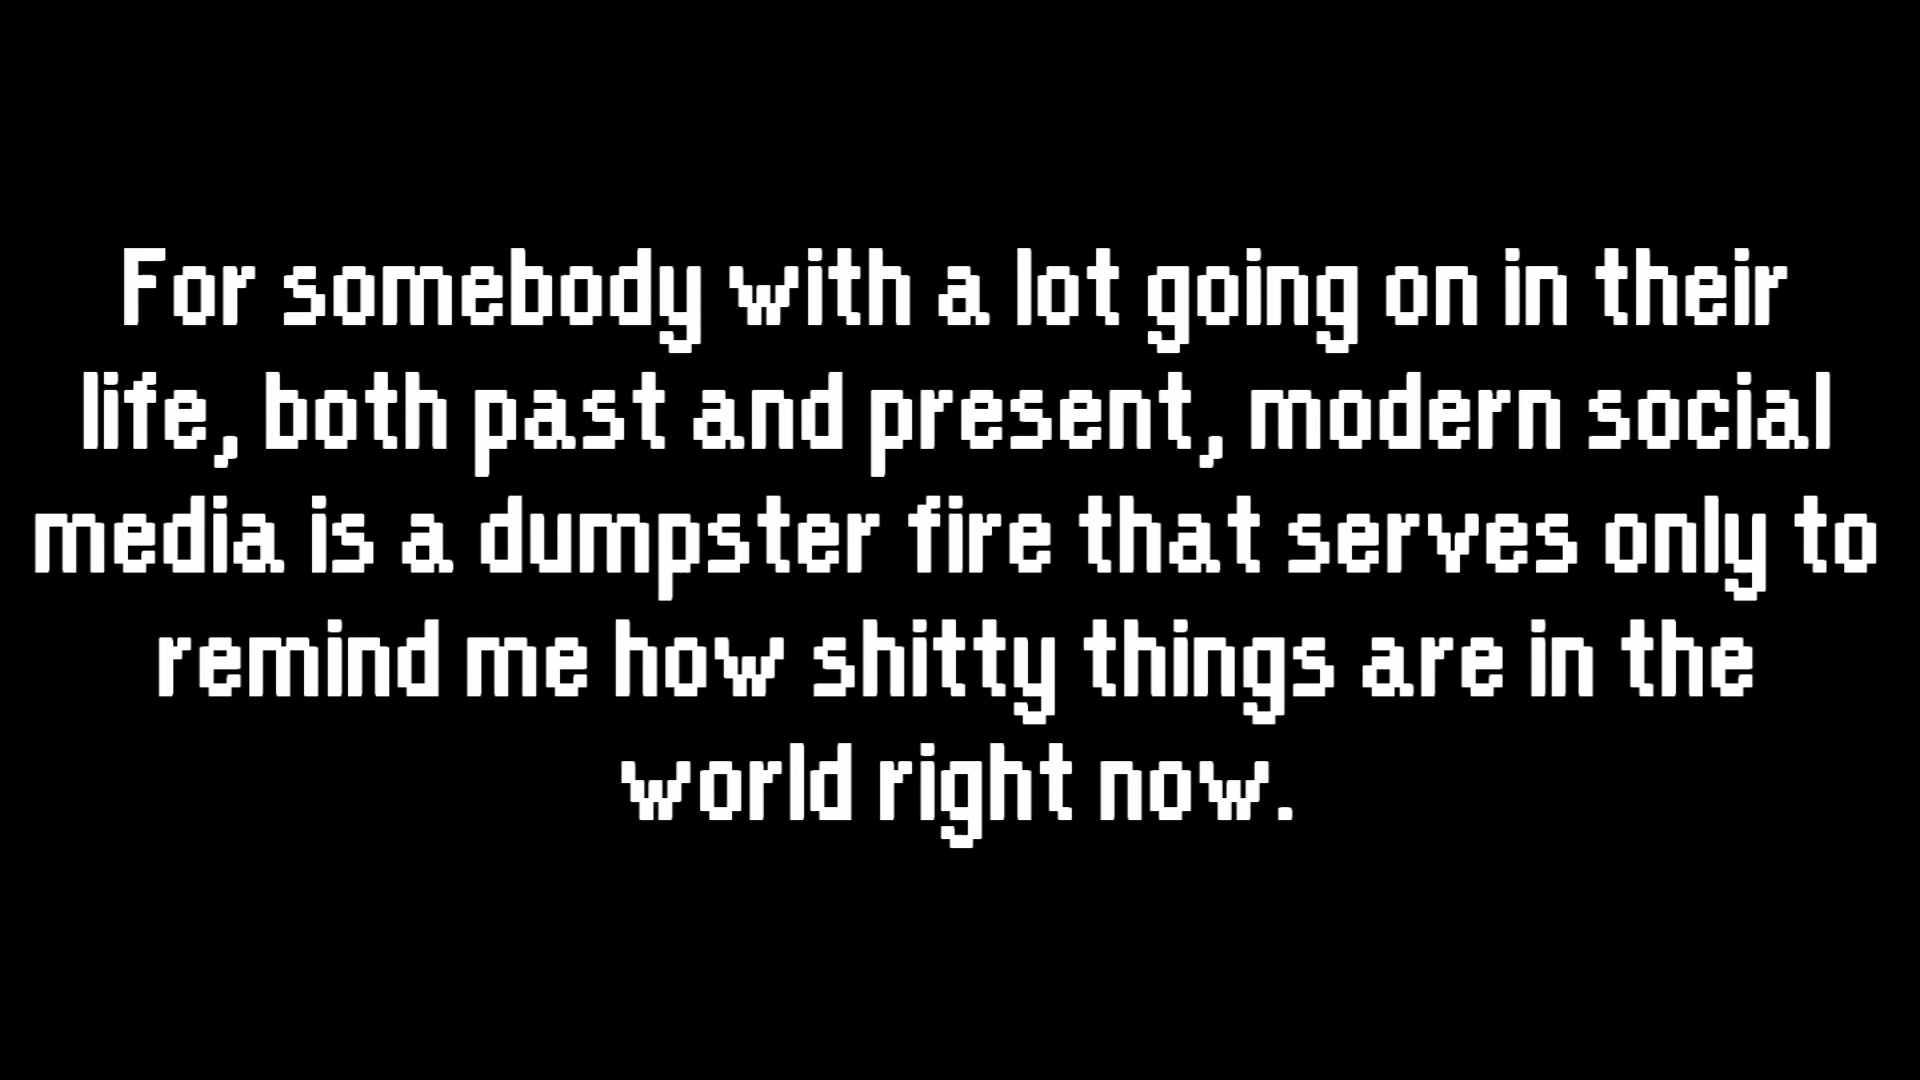 For somebody with a lot going on in their
life, both past and present, modern social
media is a dumpster fire that serves only to
remind me how shitty things are in the
world right now.